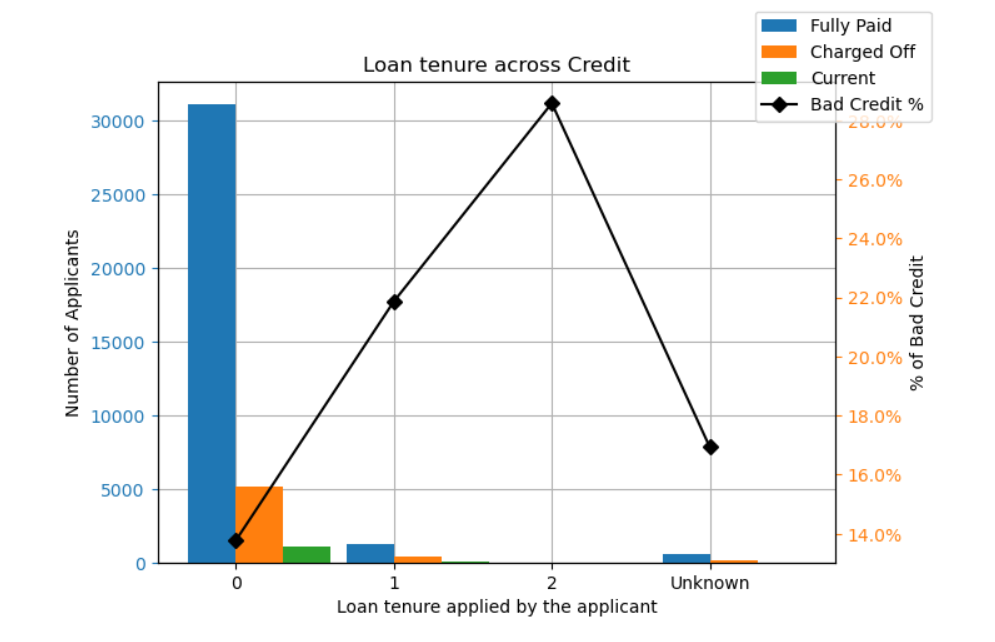 Fully Paid
Charged Off
Current
Bad Credit %
Loan tenure across Credit
30000
25000
20000
15000
10000
5000
0
Number of Applicants
28.0%
26.0%
24.0%
22.0%
20.0%
18.0%
16.0%
14.0%
% of Bad Credit
0
1
2
Unknown
Loan tenure applied by the applicant